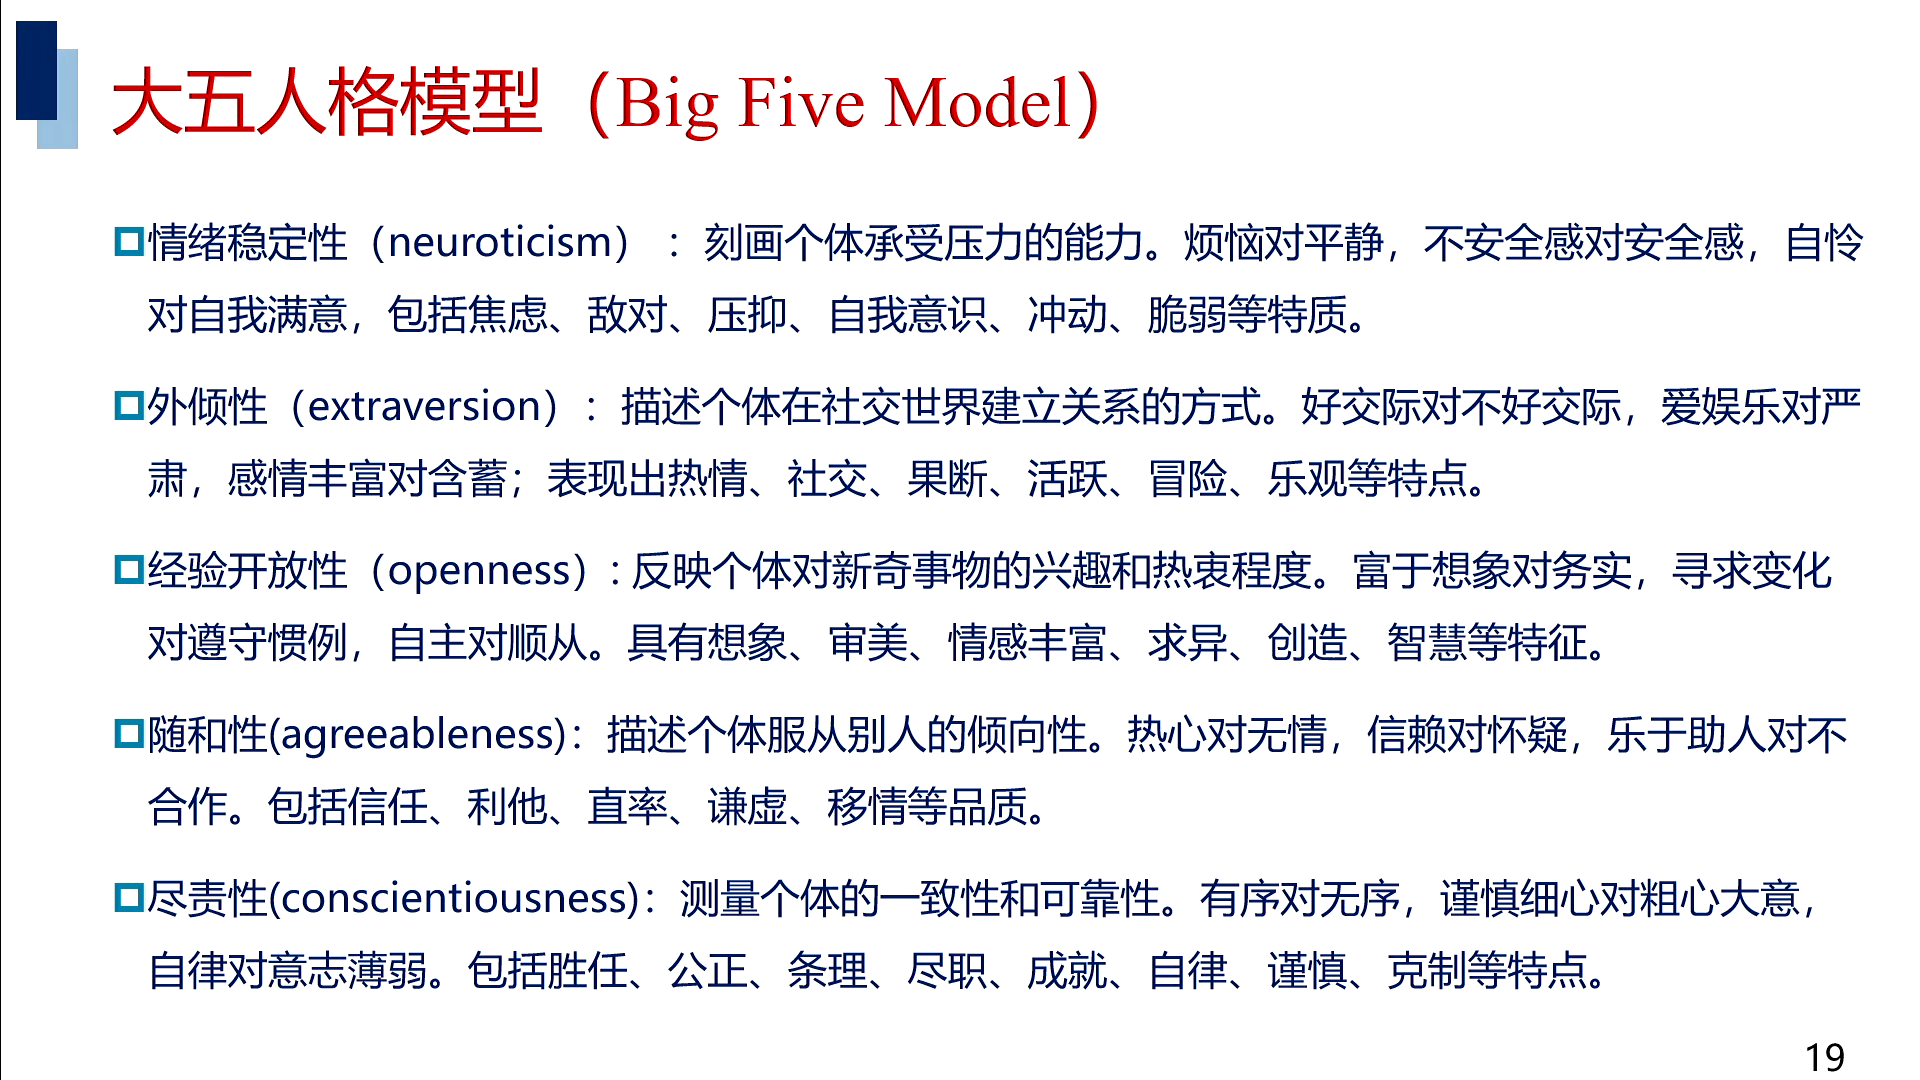 大五人格模型（Big Five Model）
情绪稳定性（neuroticism）：刻画个体承受压力的能力。烦恼对平静，不安全感对安全感，自怜
对自我满意，包括焦虑、敌对、压抑、自我意识、冲动、脆弱等特质。
外倾性（extraversion）：描述个体在社交世界建立关系的方式。好交际对不好交际，爱娱乐对严
肃，感情丰富对含蓄；表现出热情、社交、果断、活跃、冒险、乐观等特点。
经验开放性（openness）: 反映个体对新奇事物的兴趣和热衷程度。富于想象对务实，寻求变化
对遵守惯例，自主对顺从。具有想象、审美、情感丰富、求异、创造、智慧等特征。
随和性(agreeableness)：描述个体服从别人的倾向性。热心对无情，信赖对怀疑，乐于助人对不
合作。包括信任、利他、直率、谦虚、移情等品质。
尽责性(conscientiousness)：测量个体的一致性和可靠性。有序对无序，谨慎细心对粗心大意，
自律对意志薄弱。包括胜任、公正、条理、尽职、成就、自律、谨慎、克制等特点。
19